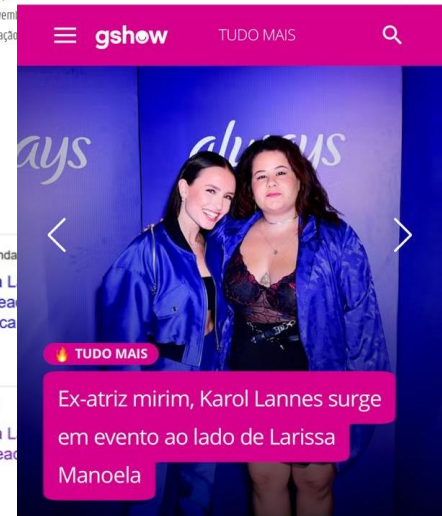 gshow
TUDO MAIS
ays
always
TUDO MAIS
Ex-atriz mirim, Karol Lannes surge
em evento ao lado de Larissa
Manoela